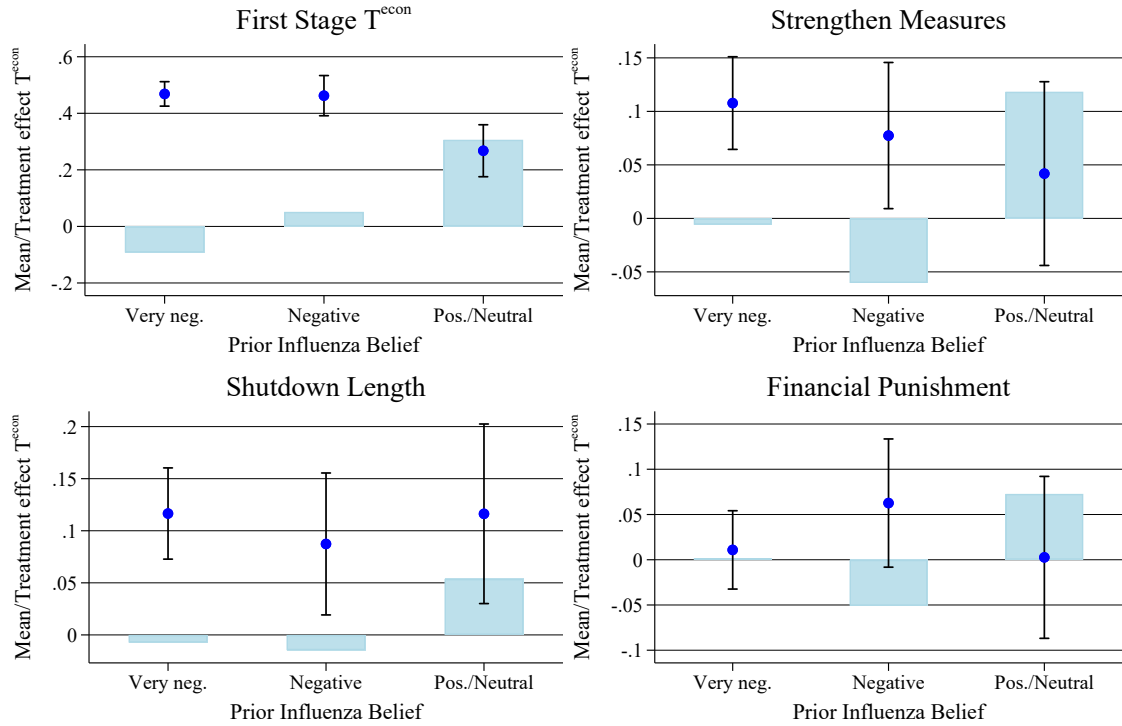 First Stage T^econ
Mean/Treatment effect T^econ
.6
.4
.2
0
-.2
Very neg.
Negative
Pos./Neutral
Prior Influenza Belief
Strengthen Measures
Mean/Treatment effect T^econ
.15
.1
.05
0
-.05
Very neg.
Negative
Pos./Neutral
Prior Influenza Belief
Shutdown Length
Mean/Treatment effect T^econ
.2
.15
.1
.05
0
Very neg.
Negative
Pos./Neutral
Prior Influenza Belief
Financial Punishment
Mean/Treatment effect T^econ
.15
.1
.05
0
-.05
-.1
Very neg.
Negative
Pos./Neutral
Prior Influenza Belief